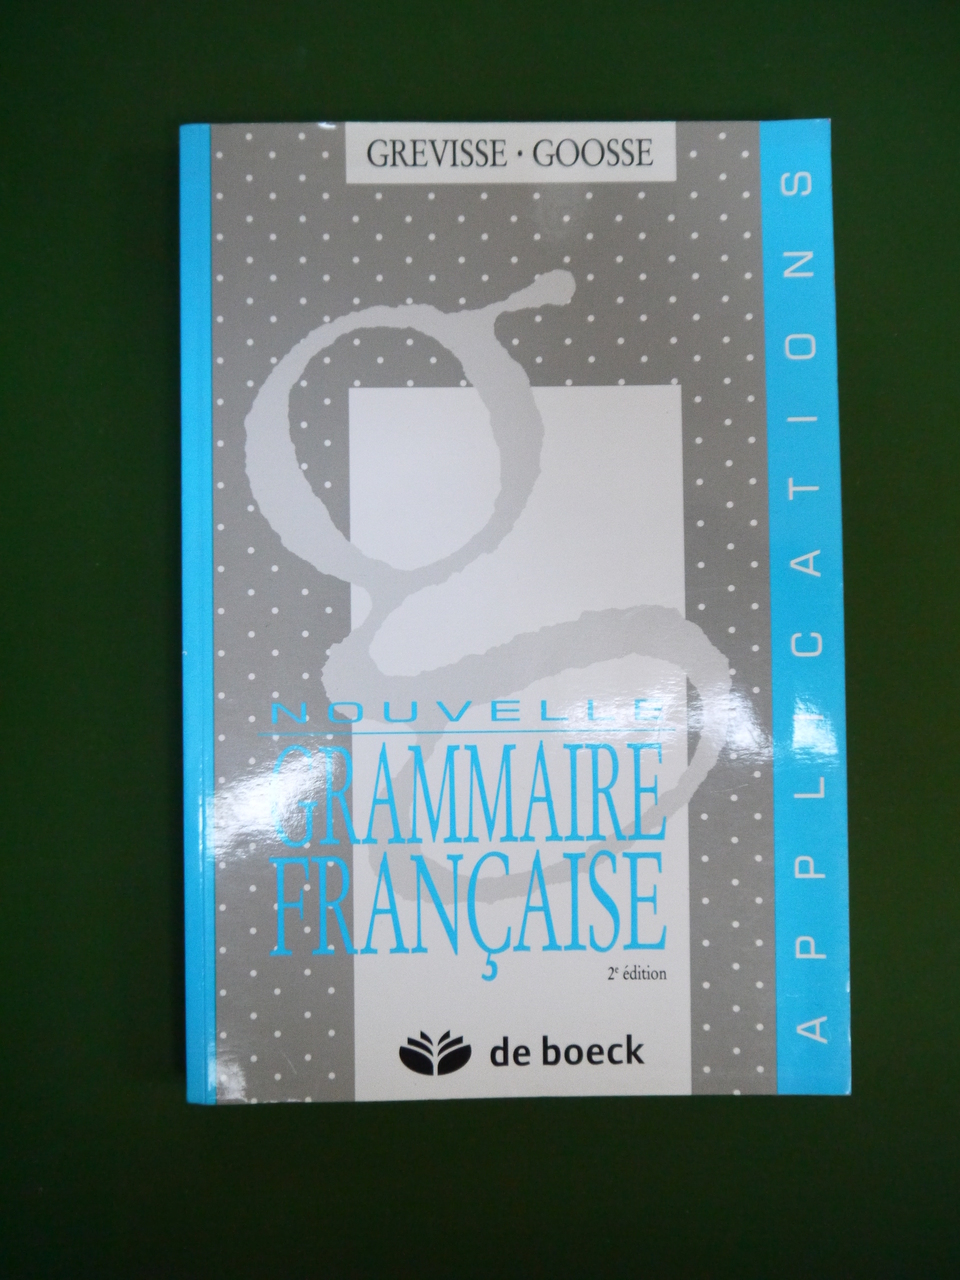 GREVISSE · GOOSSE
NOUVELLE
GRAMMAIRE
FRANÇAISE
2e édition
de boeck
APPLICATIONS